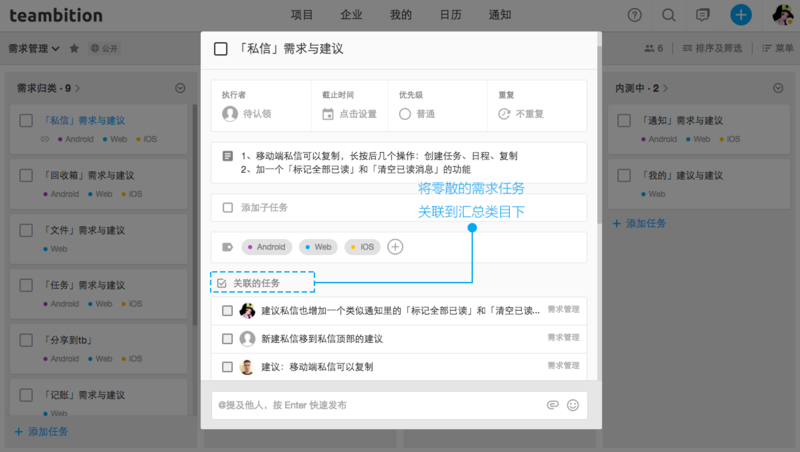 teambition
项目
企业
我的
日历
通知
需求管理
公开
6
排序及筛选
菜单
需求归类 · 9
「私信」需求与建议
Android
Web
iOS
「回收箱」需求与建议
Android
Web
iOS
「文件」需求与建议
Web
「任务」需求与建议
Android
Web
iOS
「分享到tb」
Android
Web
iOS
「记账」需求与建议
Web
+ 添加任务
「私信」需求与建议
执行者
待认领
截止时间
点击设置
优先级
普通
重复
不重复
1、移动端私信可以复制，长按后几个操作：创建任务、日程、复制
2、加一个「标记全部已读」和「清空已读消息」的功能
将零散的需求任务
关联到汇总类目下
添加子任务
Android
Web
iOS
关联的任务
建议私信也增加一个类似通知里的「标记全部已读」和「清空已读...
需求管理
新建私信移到私信顶部的建议
需求管理
建议：移动端私信可以复制
需求管理
@提及他人，按 Enter 快速发布
内测中 · 2
「通知」需求与建议
Android
Web
iOS
「我的」建议与建议
Web
+ 添加任务